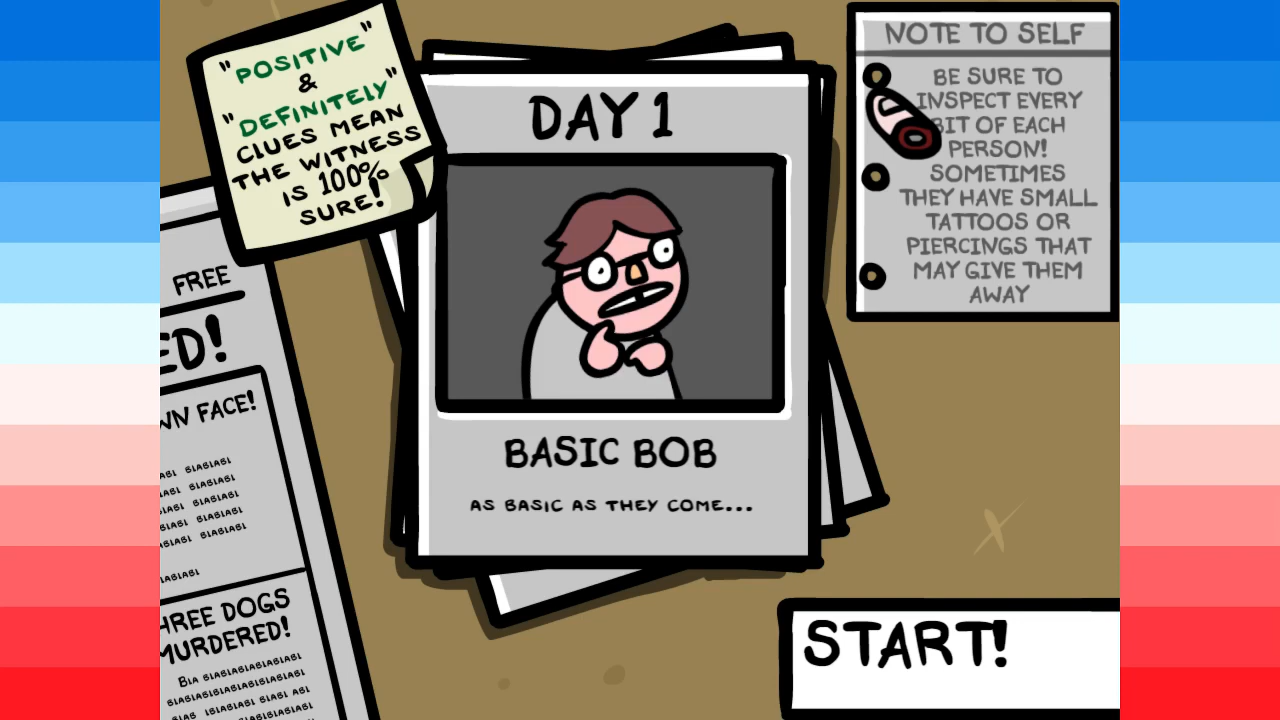 "POSITIVE"
&
"DEFINITELY"
CLUES MEAN
THE WITNESS
IS 100%
SURE!
DAY 1
BASIC BOB
AS BASIC AS THEY COME...
NOTE TO SELF
BE SURE TO
INSPECT EVERY
BIT OF EACH
PERSON!
SOMETIMES
THEY HAVE SMALL
TATTOOS OR
PIERCINGS THAT
MAY GIVE THEM
AWAY
FREE
ED!
WN FACE!
HREE DOGS
MURDERED!
BLA BLABLABLABLABLABL
START!